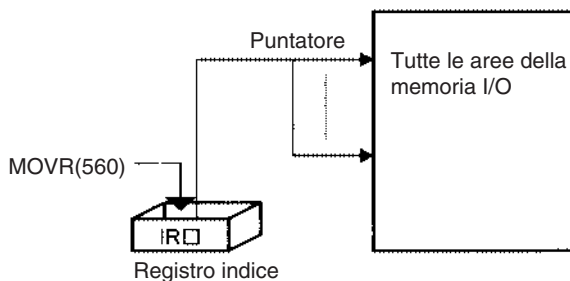 Puntatore
Tutte le aree della
memoria I/O
MOVR(560)
IR□
Registro indice